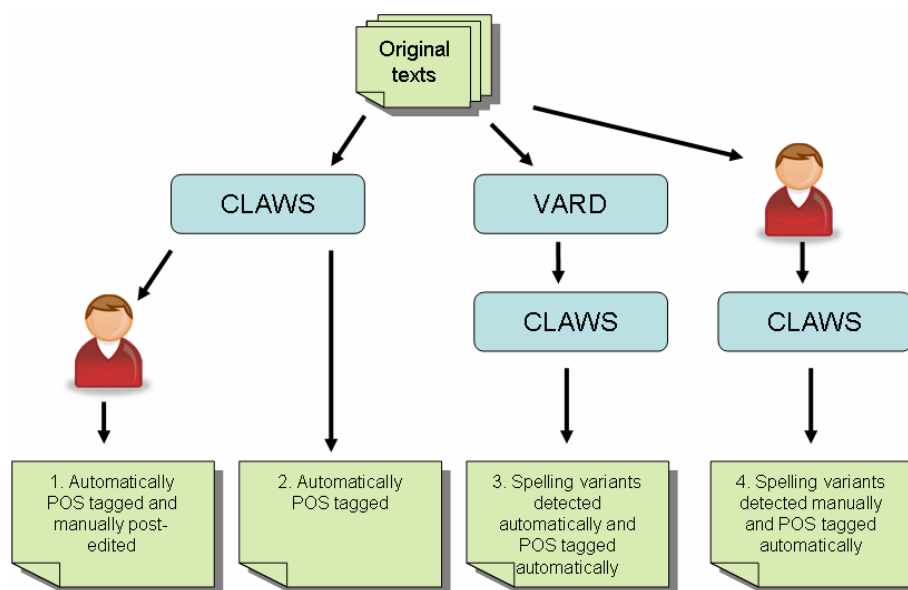 Original
texts
CLAWS
VARD
CLAWS
CLAWS
1. Automatically
POS tagged and
manually post-
edited
2. Automatically
POS tagged
3. Spelling variants
detected
automatically and
POS tagged
automatically
4. Spelling variants
detected manually
and POS tagged
automatically